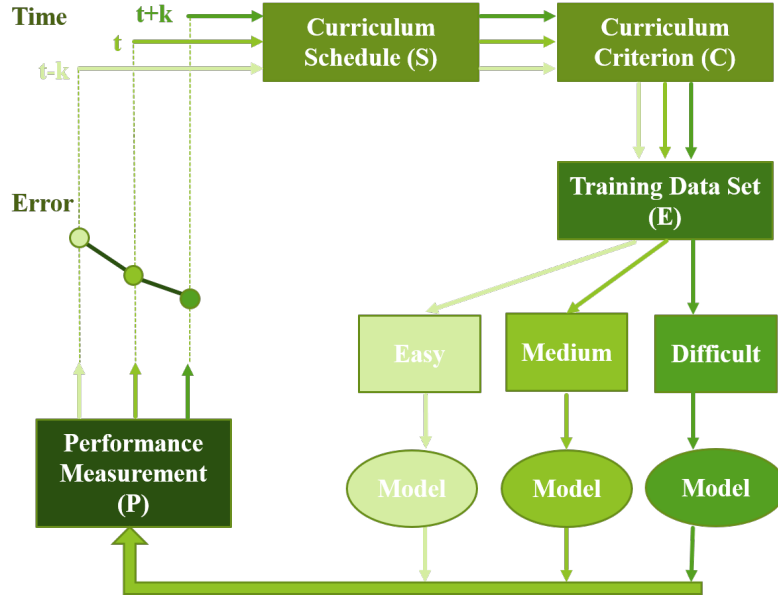 Time
t+k
t
t-k
Curriculum
Schedule (S)
Curriculum
Criterion (C)
Training Data Set
(E)
Error
Easy
Medium
Difficult
Performance
Measurement
(P)
Model
Model
Model